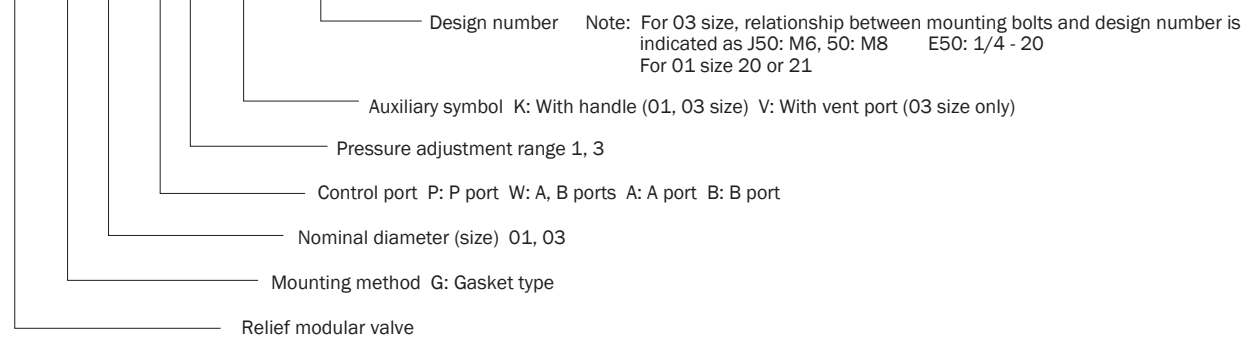 Design number Note: For 03 size, relationship between mounting bolts and design number is
indicated as J50: M6, 50: M8 E50: 1/4 - 20
For 01 size 20 or 21
Auxiliary symbol K: With handle (01, 03 size) V: With vent port (03 size only)
Pressure adjustment range 1, 3
Control port P: P port W: A, B ports A: A port B: B port
Nominal diameter (size) 01, 03
Mounting method G: Gasket type
Relief modular valve